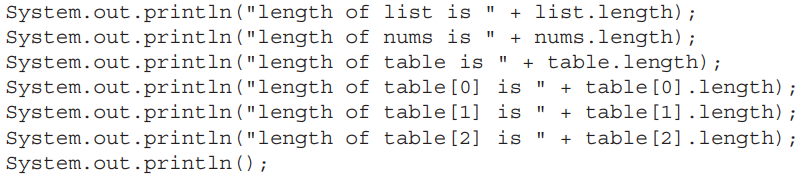 System.out.println("length of list is " + list.length);
System.out.println("length of nums is " + nums.length);
System.out.println("length of table is " + table.length);
System.out.println("length of table[0] is " + table[0].length);
System.out.println("length of table[1] is " + table[1].length);
System.out.println("length of table[2] is " + table[2].length);
System.out.println();